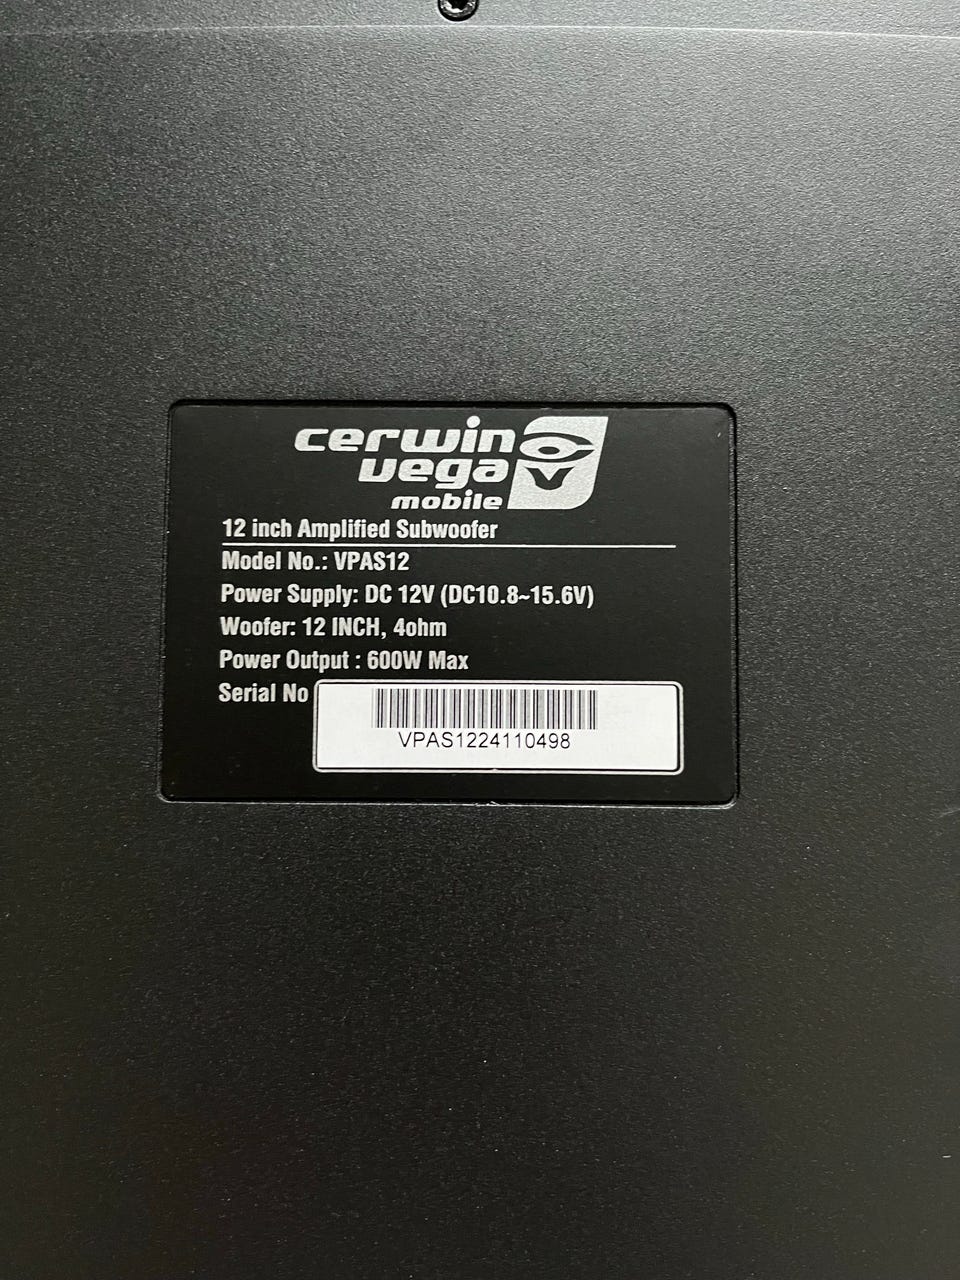 cerwin
vega
mobile
12 inch Amplified Subwoofer
Model No.: VPAS12
Power Supply: DC 12V (DC10.8~15.6V)
Woofer: 12 INCH, 4ohm
Power Output : 600W Max
Serial No
VPAS1224110498